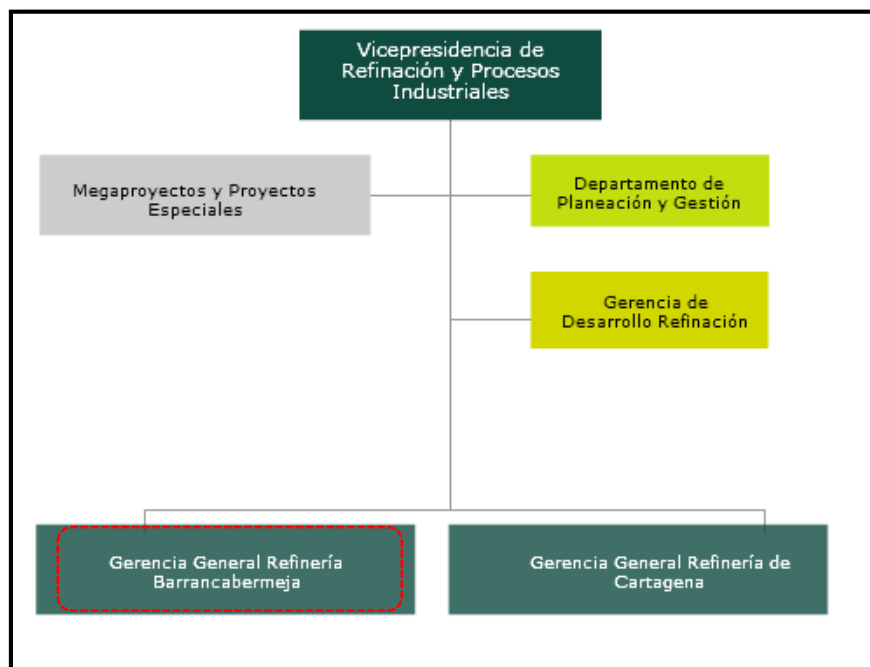 Vicepresidencia de
Refinación y Procesos
Industriales
Megaproyectos y Proyectos
Especiales
Departamento de
Planeación y Gestión
Gerencia de
Desarrollo Refinación
Gerencia General Refinería
Barrancabermeja
Gerencia General Refinería de
Cartagena